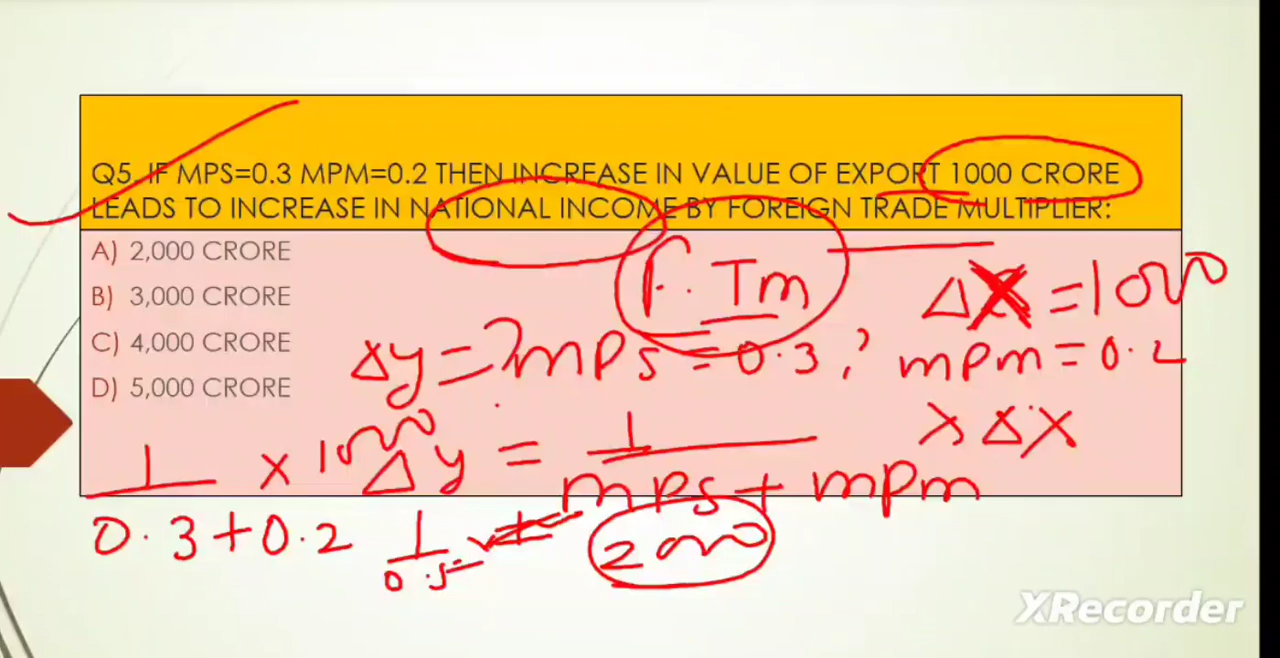 Q5. IF MPS=0.3 MPM=0.2 THEN INCREASE IN VALUE OF EXPORT 1000 CRORE
LEADS TO INCREASE IN NATIONAL INCOME BY FOREIGN TRADE MULTIPLIER:
A) 2,000 CRORE
B) 3,000 CRORE
C) 4,000 CRORE
D) 5,000 CRORE
F. Tm
ΔX = 1000
Δy = ? mPs = 0.3 ; mPm = 0.2
Δy = 1 / mPs + mPm × ΔX
1 / 0.3 + 0.2 × 1000
1 / 0.5
2000
XRecorder